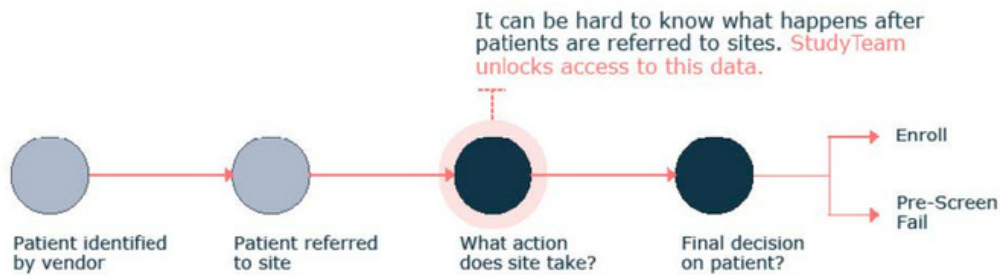 It can be hard to know what happens after
patients are referred to sites. StudyTeam
unlocks access to this data.
Patient identified
by vendor
Patient referred
to site
What action
does site take?
Final decision
on patient?
Enroll
Pre-Screen
Fail